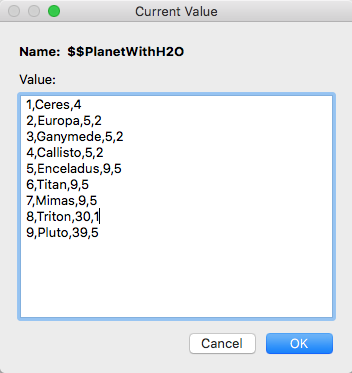 Current Value
Name: $$PlanetWithH2O
Value:
1,Ceres,4
2,Europa,5,2
3,Ganymede,5,2
4,Callisto,5,2
5,Enceladus,9,5
6,Titan,9,5
7,Mimas,9,5
8,Triton,30,1
9,Pluto,39,5
Cancel
OK